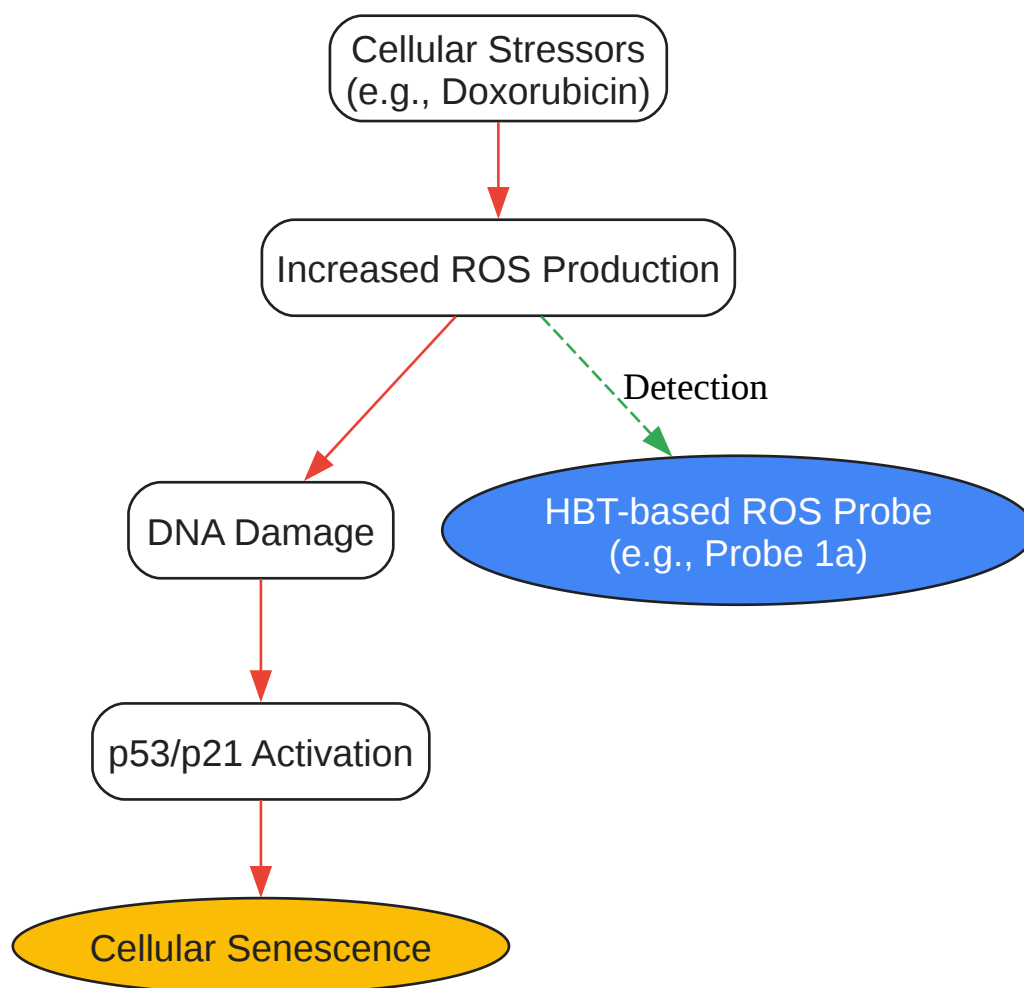 Cellular Stressors
(e.g., Doxorubicin)
Increased ROS Production
Detection
DNA Damage
HBT-based ROS Probe
(e.g., Probe 1a)
p53/p21 Activation
Cellular Senescence